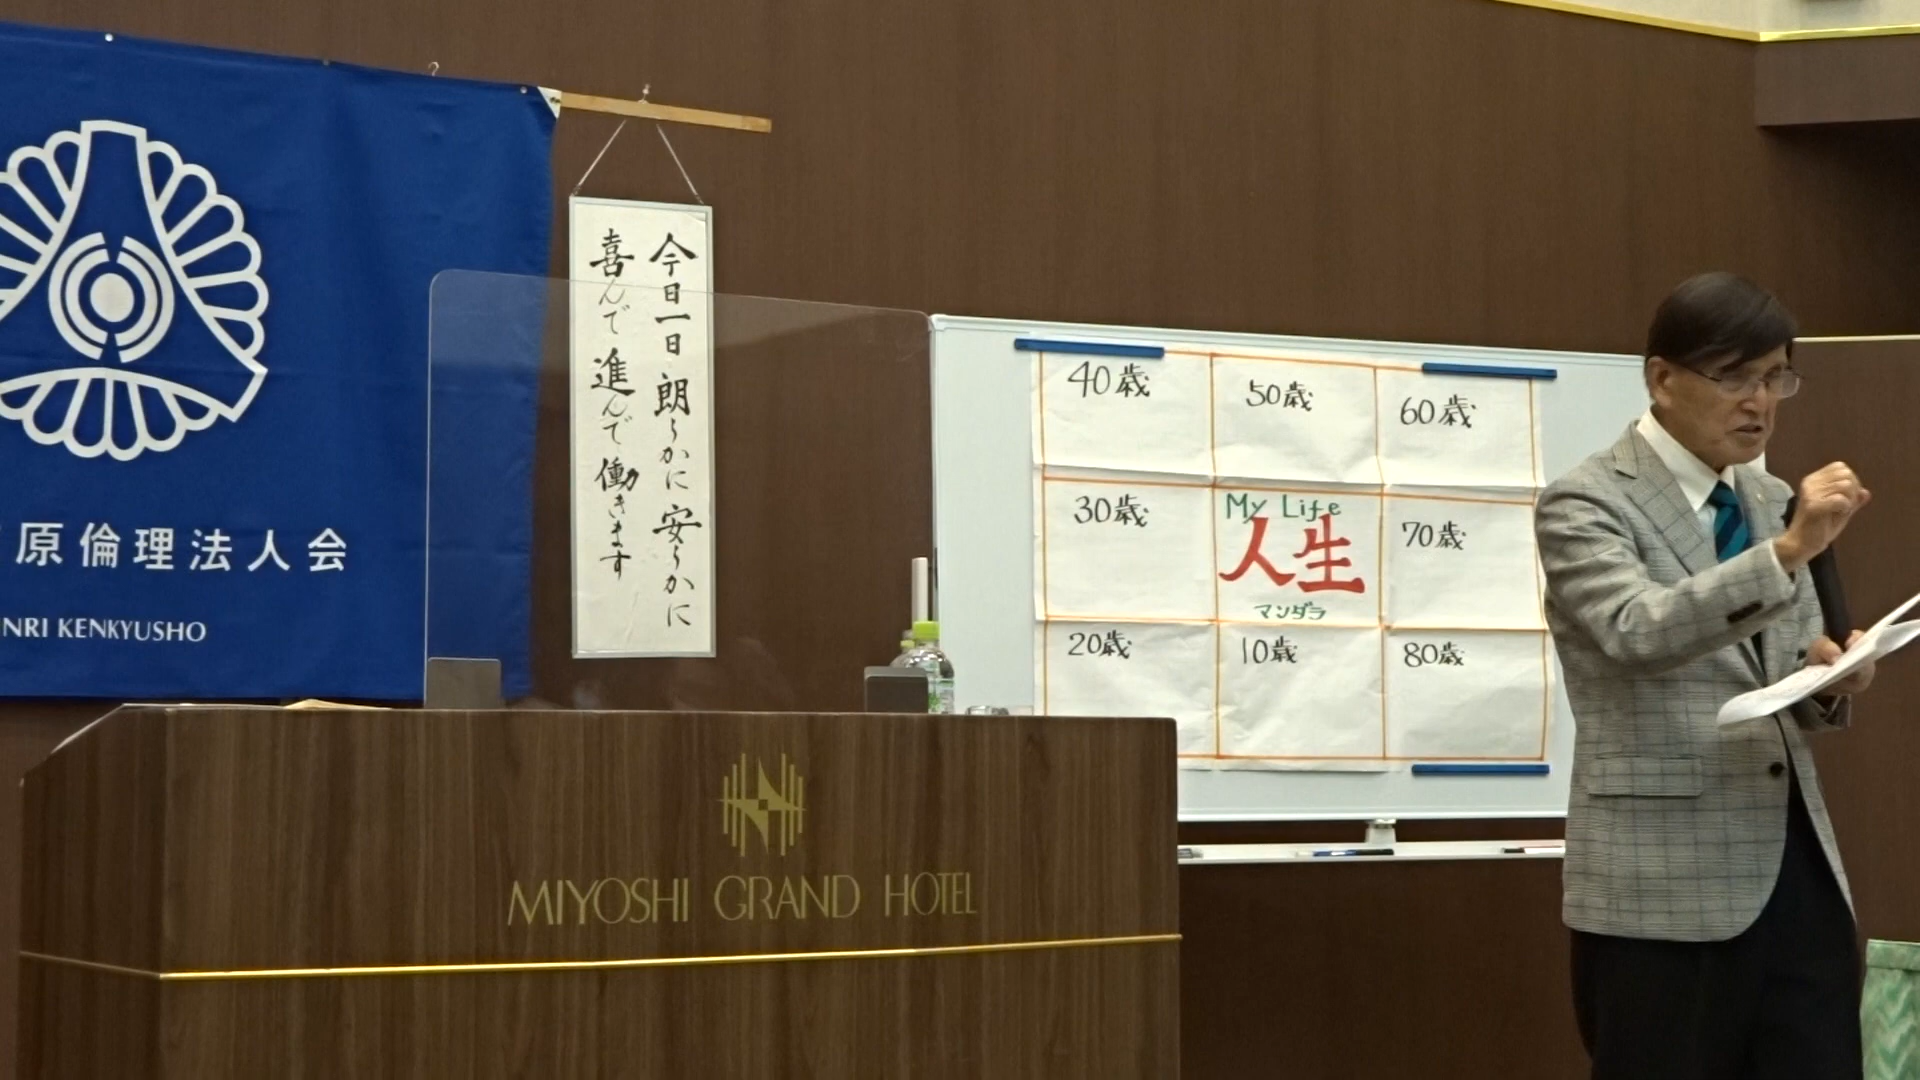 原倫理法人会
NRI KENKYUSHO
今日一日 朗らかに 安らかに
喜んで 進んで 働きます
40歳
50歳
60歳
30歳
My Life
人生
マンダラ
70歳
20歳
10歳
80歳
MIYOSHI GRAND HOTEL